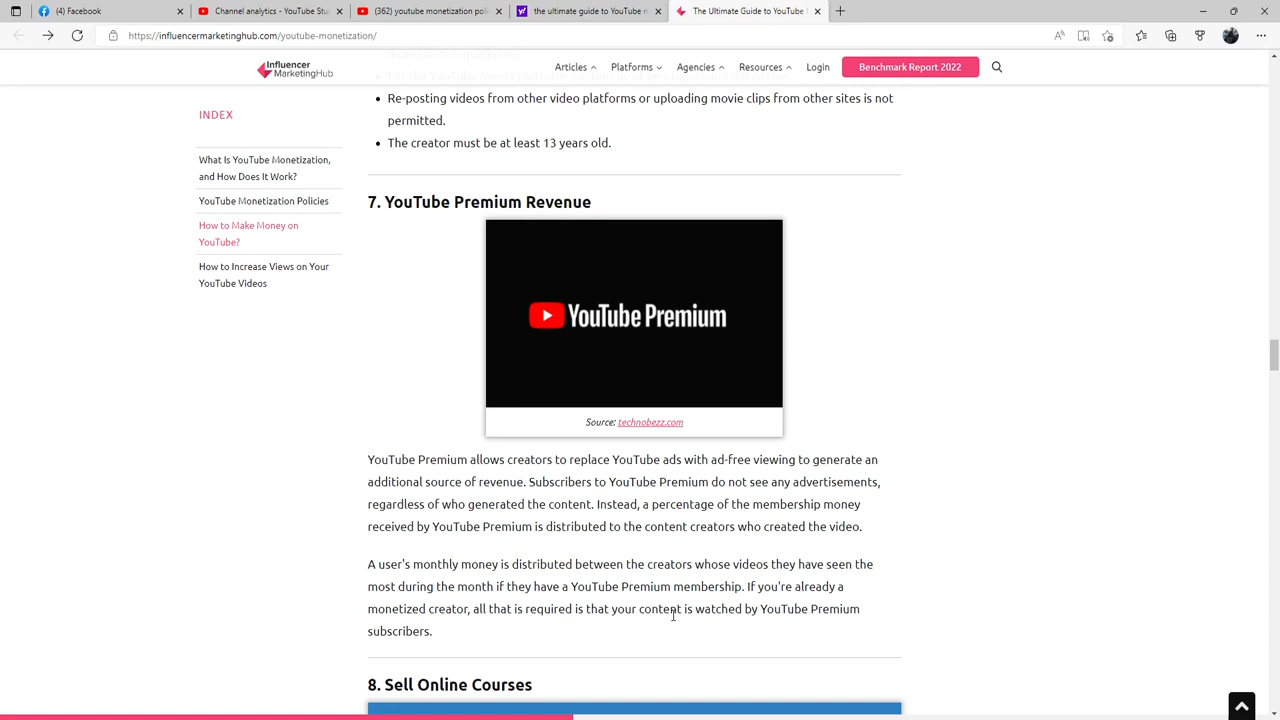 (4) Facebook
Channel analytics - YouTube Stu
(362) youtube monetization poli
the ultimate guide to YouTube m
The Ultimate Guide to YouTube
https://influencermarketinghub.com/youtube-monetization/
Influencer
MarketingHub
Articles
Platforms
Agencies
Resources
Login
Benchmark Report 2022
INDEX
What Is YouTube Monetization,
and How Does It Work?
YouTube Monetization Policies
How to Make Money on
YouTube?
How to Increase Views on Your
YouTube Videos
• Re-posting videos from other video platforms or uploading movie clips from other sites is not
permitted.
• The creator must be at least 13 years old.
7. YouTube Premium Revenue
YouTube Premium
Source: technobezz.com
YouTube Premium allows creators to replace YouTube ads with ad-free viewing to generate an
additional source of revenue. Subscribers to YouTube Premium do not see any advertisements,
regardless of who generated the content. Instead, a percentage of the membership money
received by YouTube Premium is distributed to the content creators who created the video.
A user's monthly money is distributed between the creators whose videos they have seen the
most during the month if they have a YouTube Premium membership. If you're already a
monetized creator, all that is required is that your content is watched by YouTube Premium
subscribers.
8. Sell Online Courses